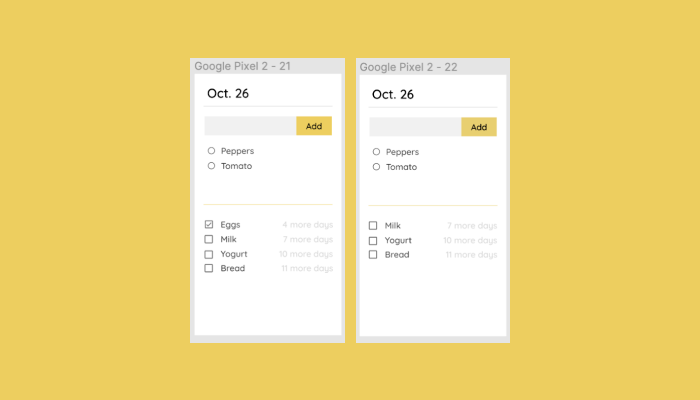 Google Pixel 2 - 21
Oct. 26
Add
Peppers
Tomato
Eggs 4 more days
Milk 7 more days
Yogurt 10 more days
Bread 11 more days
Google Pixel 2 - 22
Oct. 26
Add
Peppers
Tomato
Milk 7 more days
Yogurt 10 more days
Bread 11 more days